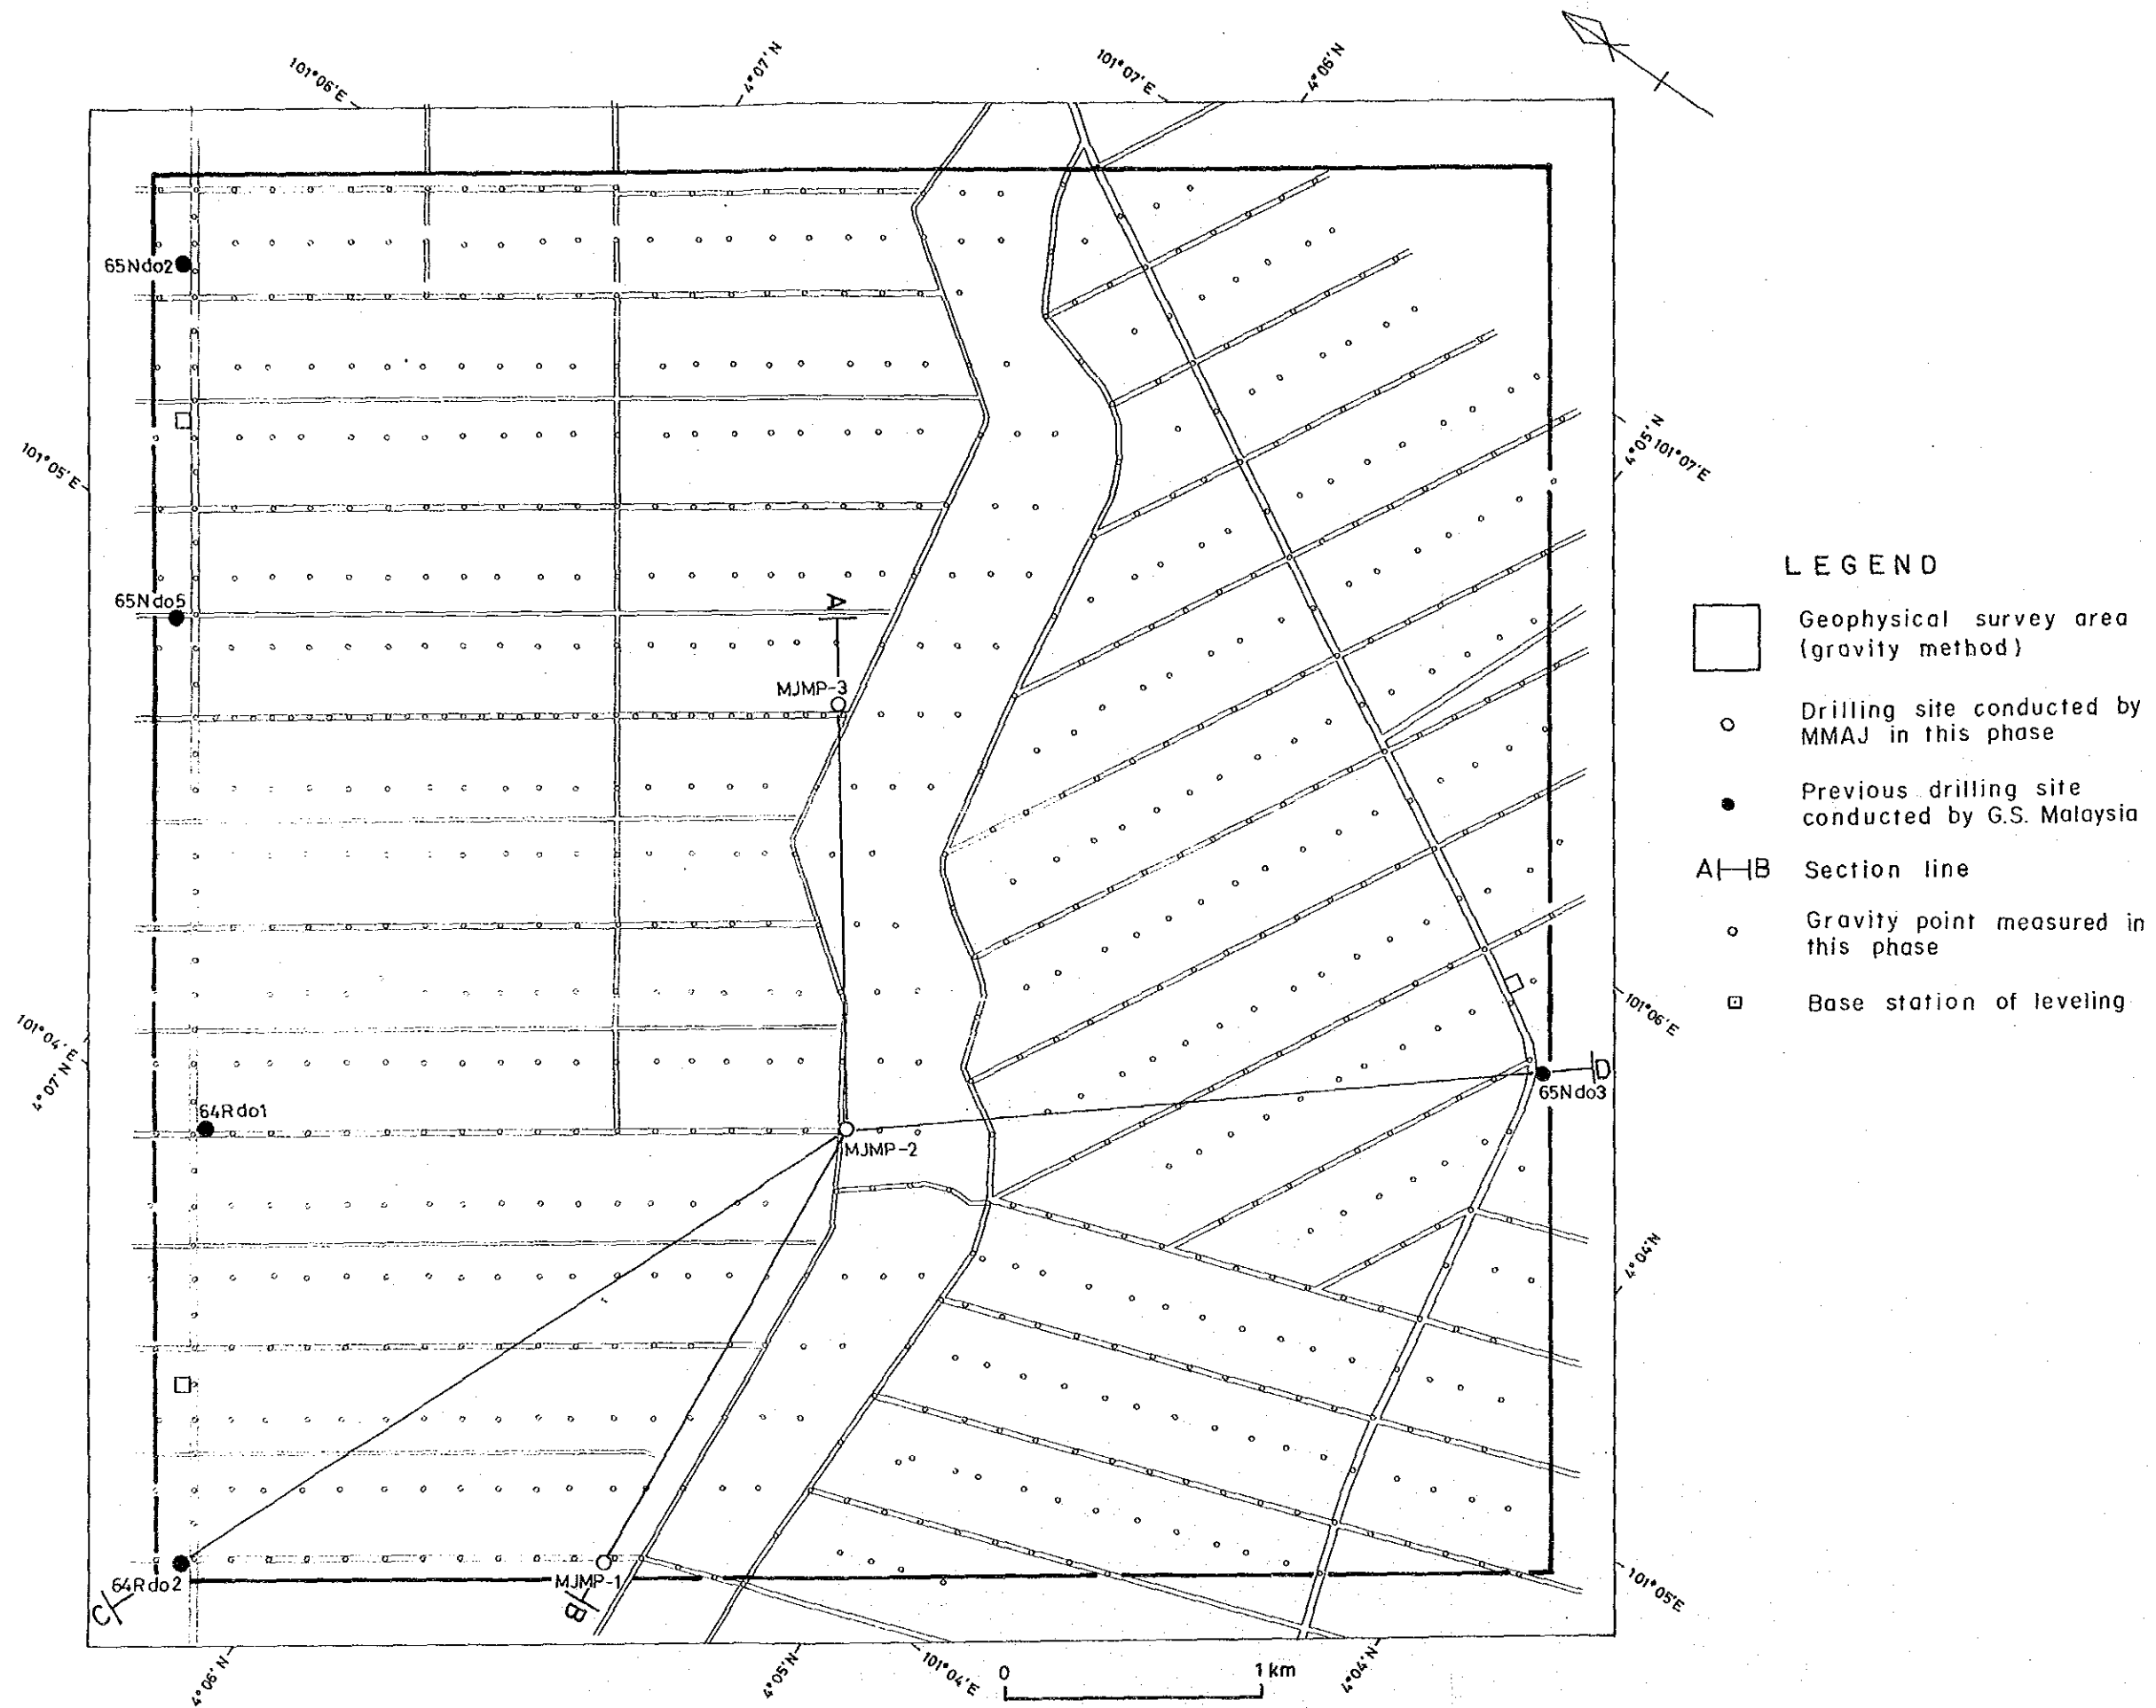 101°06'E
4°07'N
101°07'E
4°06'N
65Ndo2
101°05'E
4°05'N
101°07'E
65Ndo5
A
MJMP-3
LEGEND
Geophysical survey area
(gravity method)
Drilling site conducted by
MMAJ in this phase
Previous drilling site
conducted by G.S. Malaysia
A B Section line
Gravity point measured in
this phase
Base station of leveling
101°04'E
4°07'N
101°06'E
D
65Ndo3
64Rdo1
MJMP-2
4°04'N
64Rdo2
MJMP-1
C
B
101°05'E
4°06'N
4°05'N
101°04'E
0 1 km
4°04'N